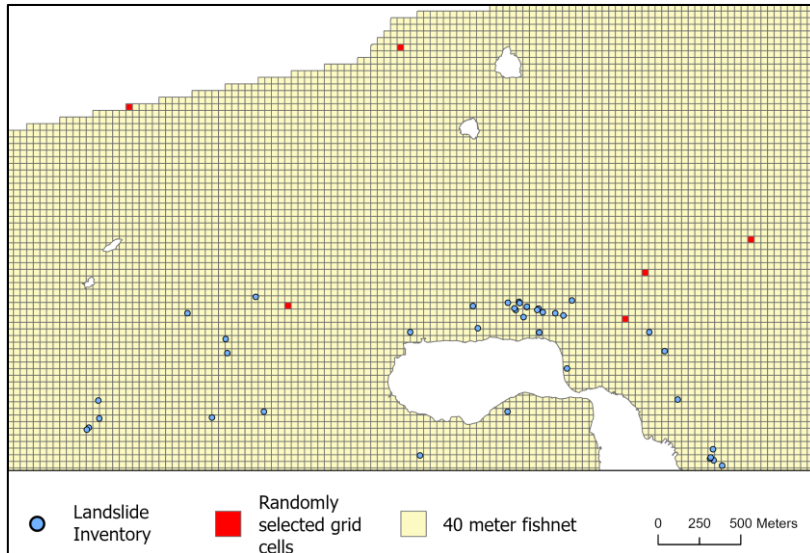 Landslide
Inventory
Randomly
selected grid
cells
40 meter fishnet
0 250 500 Meters